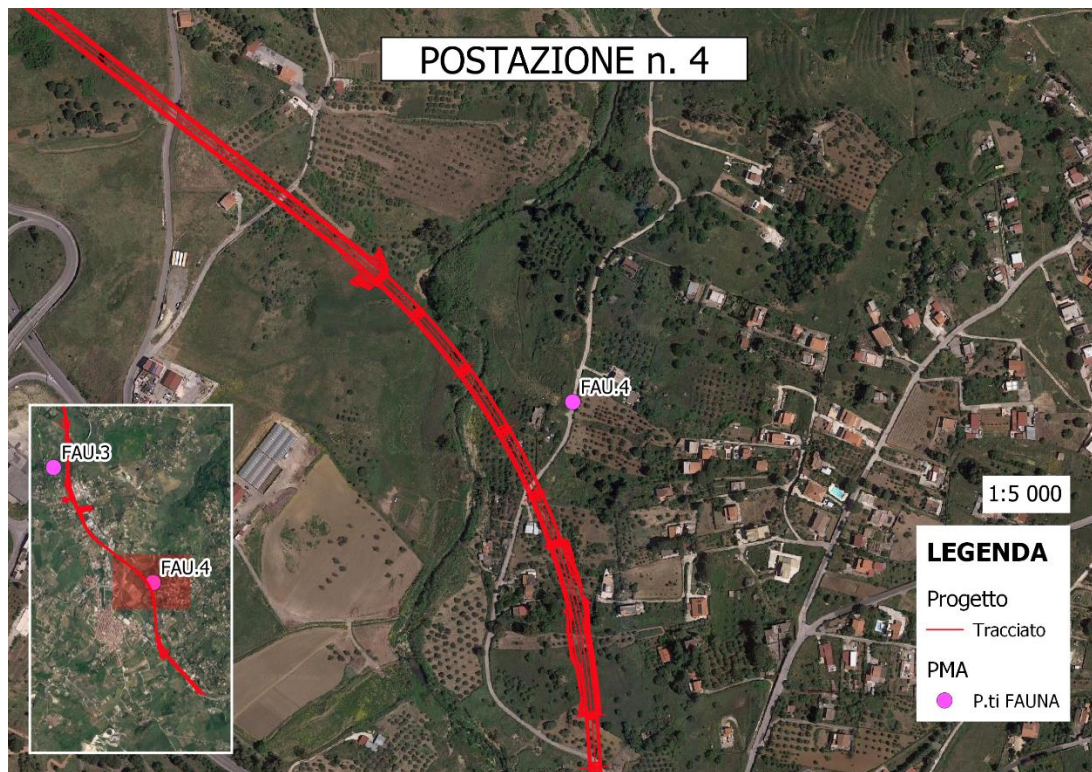 POSTAZIONE n. 4
FAU.4
FAU.3
FAU.4
1:5 000
LEGENDA
Progetto
Tracciato
PMA
P.ti FAUNA